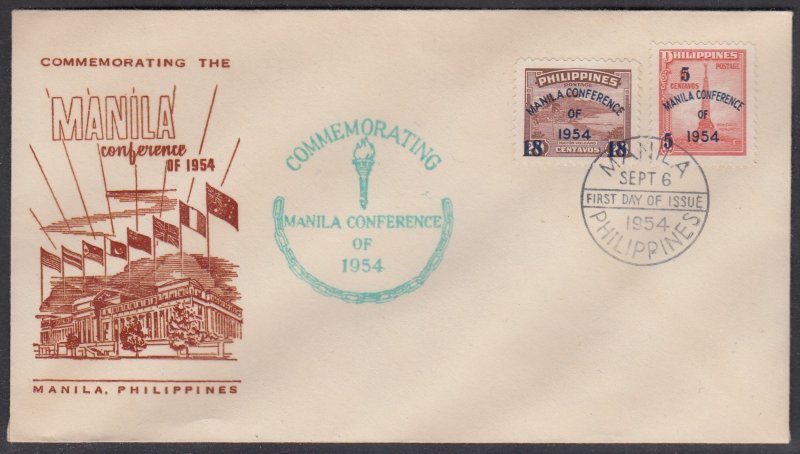 COMMEMORATING THE
MANILA
conference
OF 1954
MANILA, PHILIPPINES
COMMEMORATING
MANILA CONFERENCE
OF
1954
PHILIPPINES
POSTAGE
MANILA CONFERENCE
OF
1954
18 18
CENTAVOS
PHILIPPINES
5 POSTAGE
CENTAVOS
MANILA CONFERENCE
OF
5 1954
MANILA
SEPT 6
FIRST DAY OF ISSUE
1954
PHILIPPINES